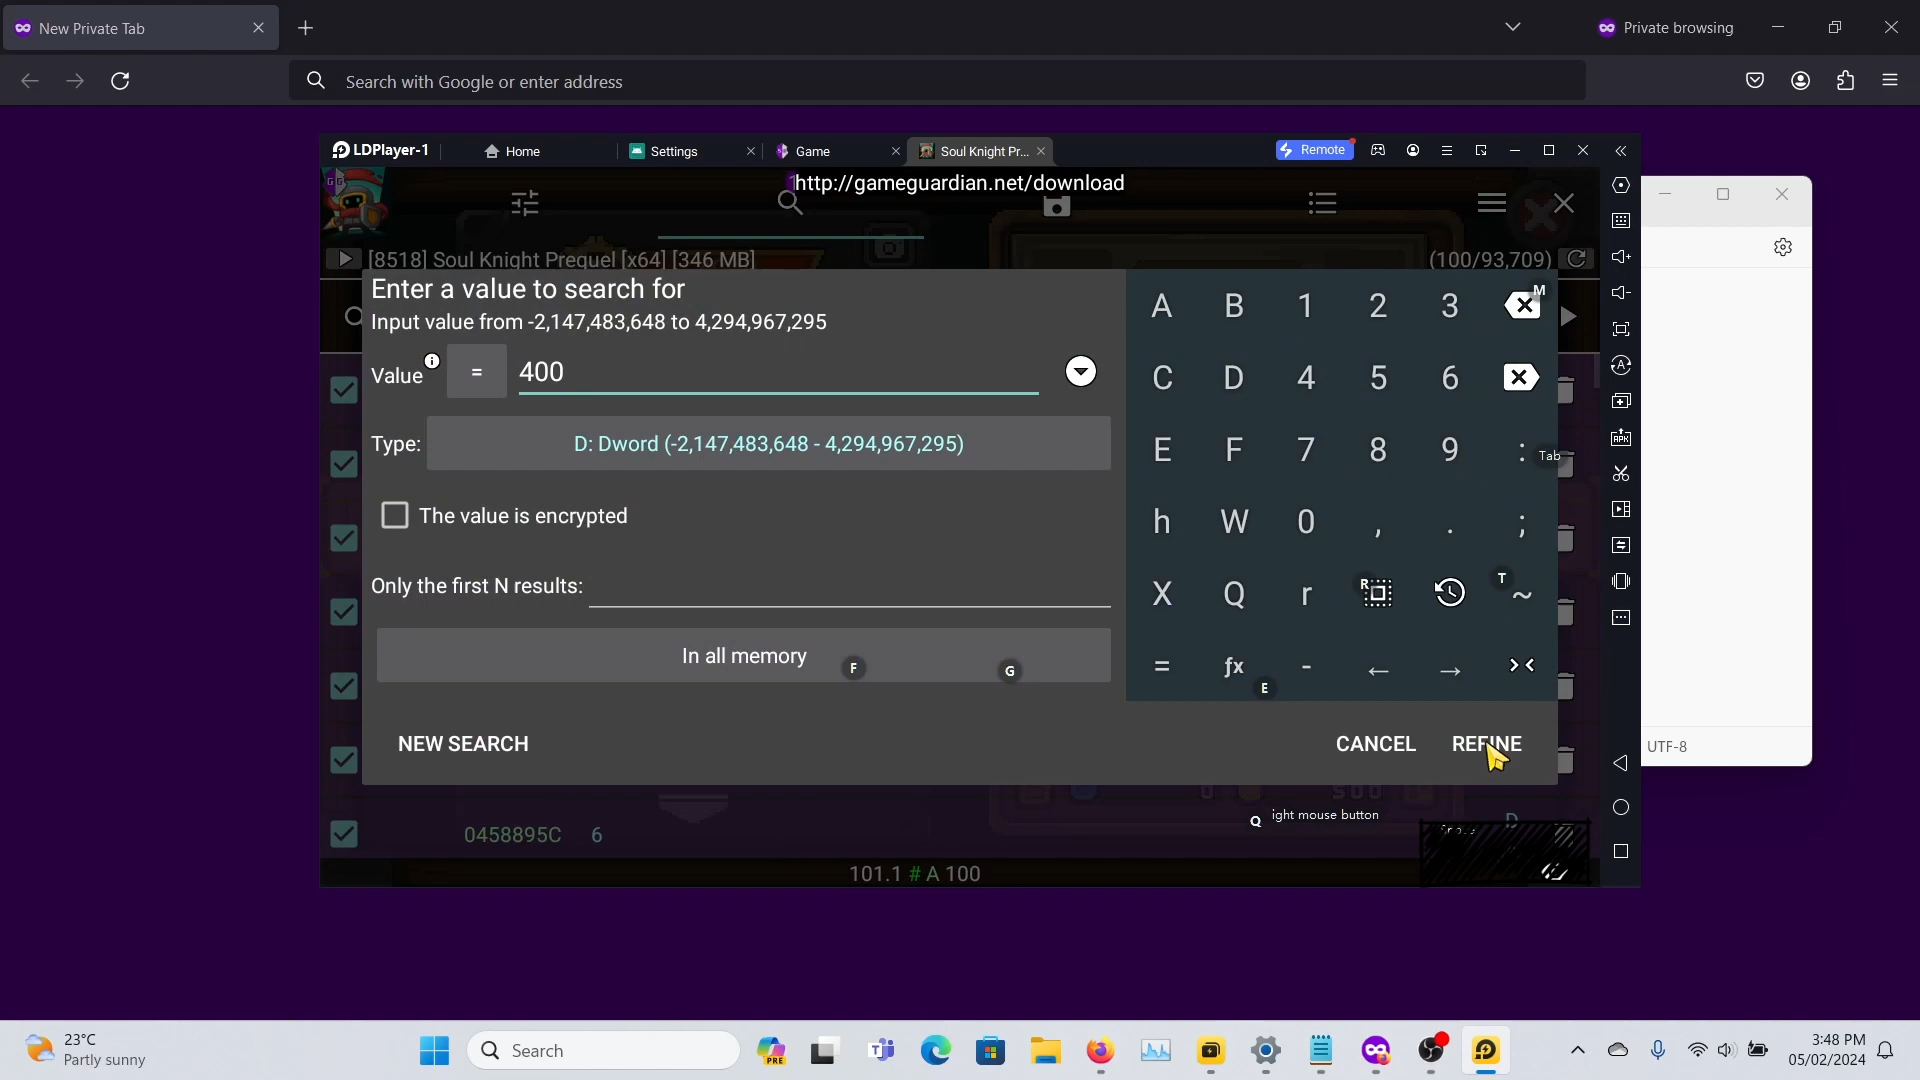 New Private Tab
Private browsing
Search with Google or enter address
LDPlayer-1
Home
Settings
Game
Soul Knight Pr...
Remote
http://gameguardian.net/download
[8518] Soul Knight Prequel [x64] [346 MB]
(100/93,709)
Enter a value to search for
Input value from -2,147,483,648 to 4,294,967,295
Value = 400
Type: D: Dword (-2,147,483,648 - 4,294,967,295)
The value is encrypted
Only the first N results:
In all memory F G
NEW SEARCH
CANCEL REFINE
A B 1 2 3 M
C D 4 5 6
E F 7 8 9 : Tab
h W 0 , . ;
X Q r R T ~
= ƒx E - ← → ><
UTF-8
Q ight mouse button
0458895C 6
D
101.1 # A 100
23°C
Partly sunny
Search
PRE
3:48 PM
05/02/2024